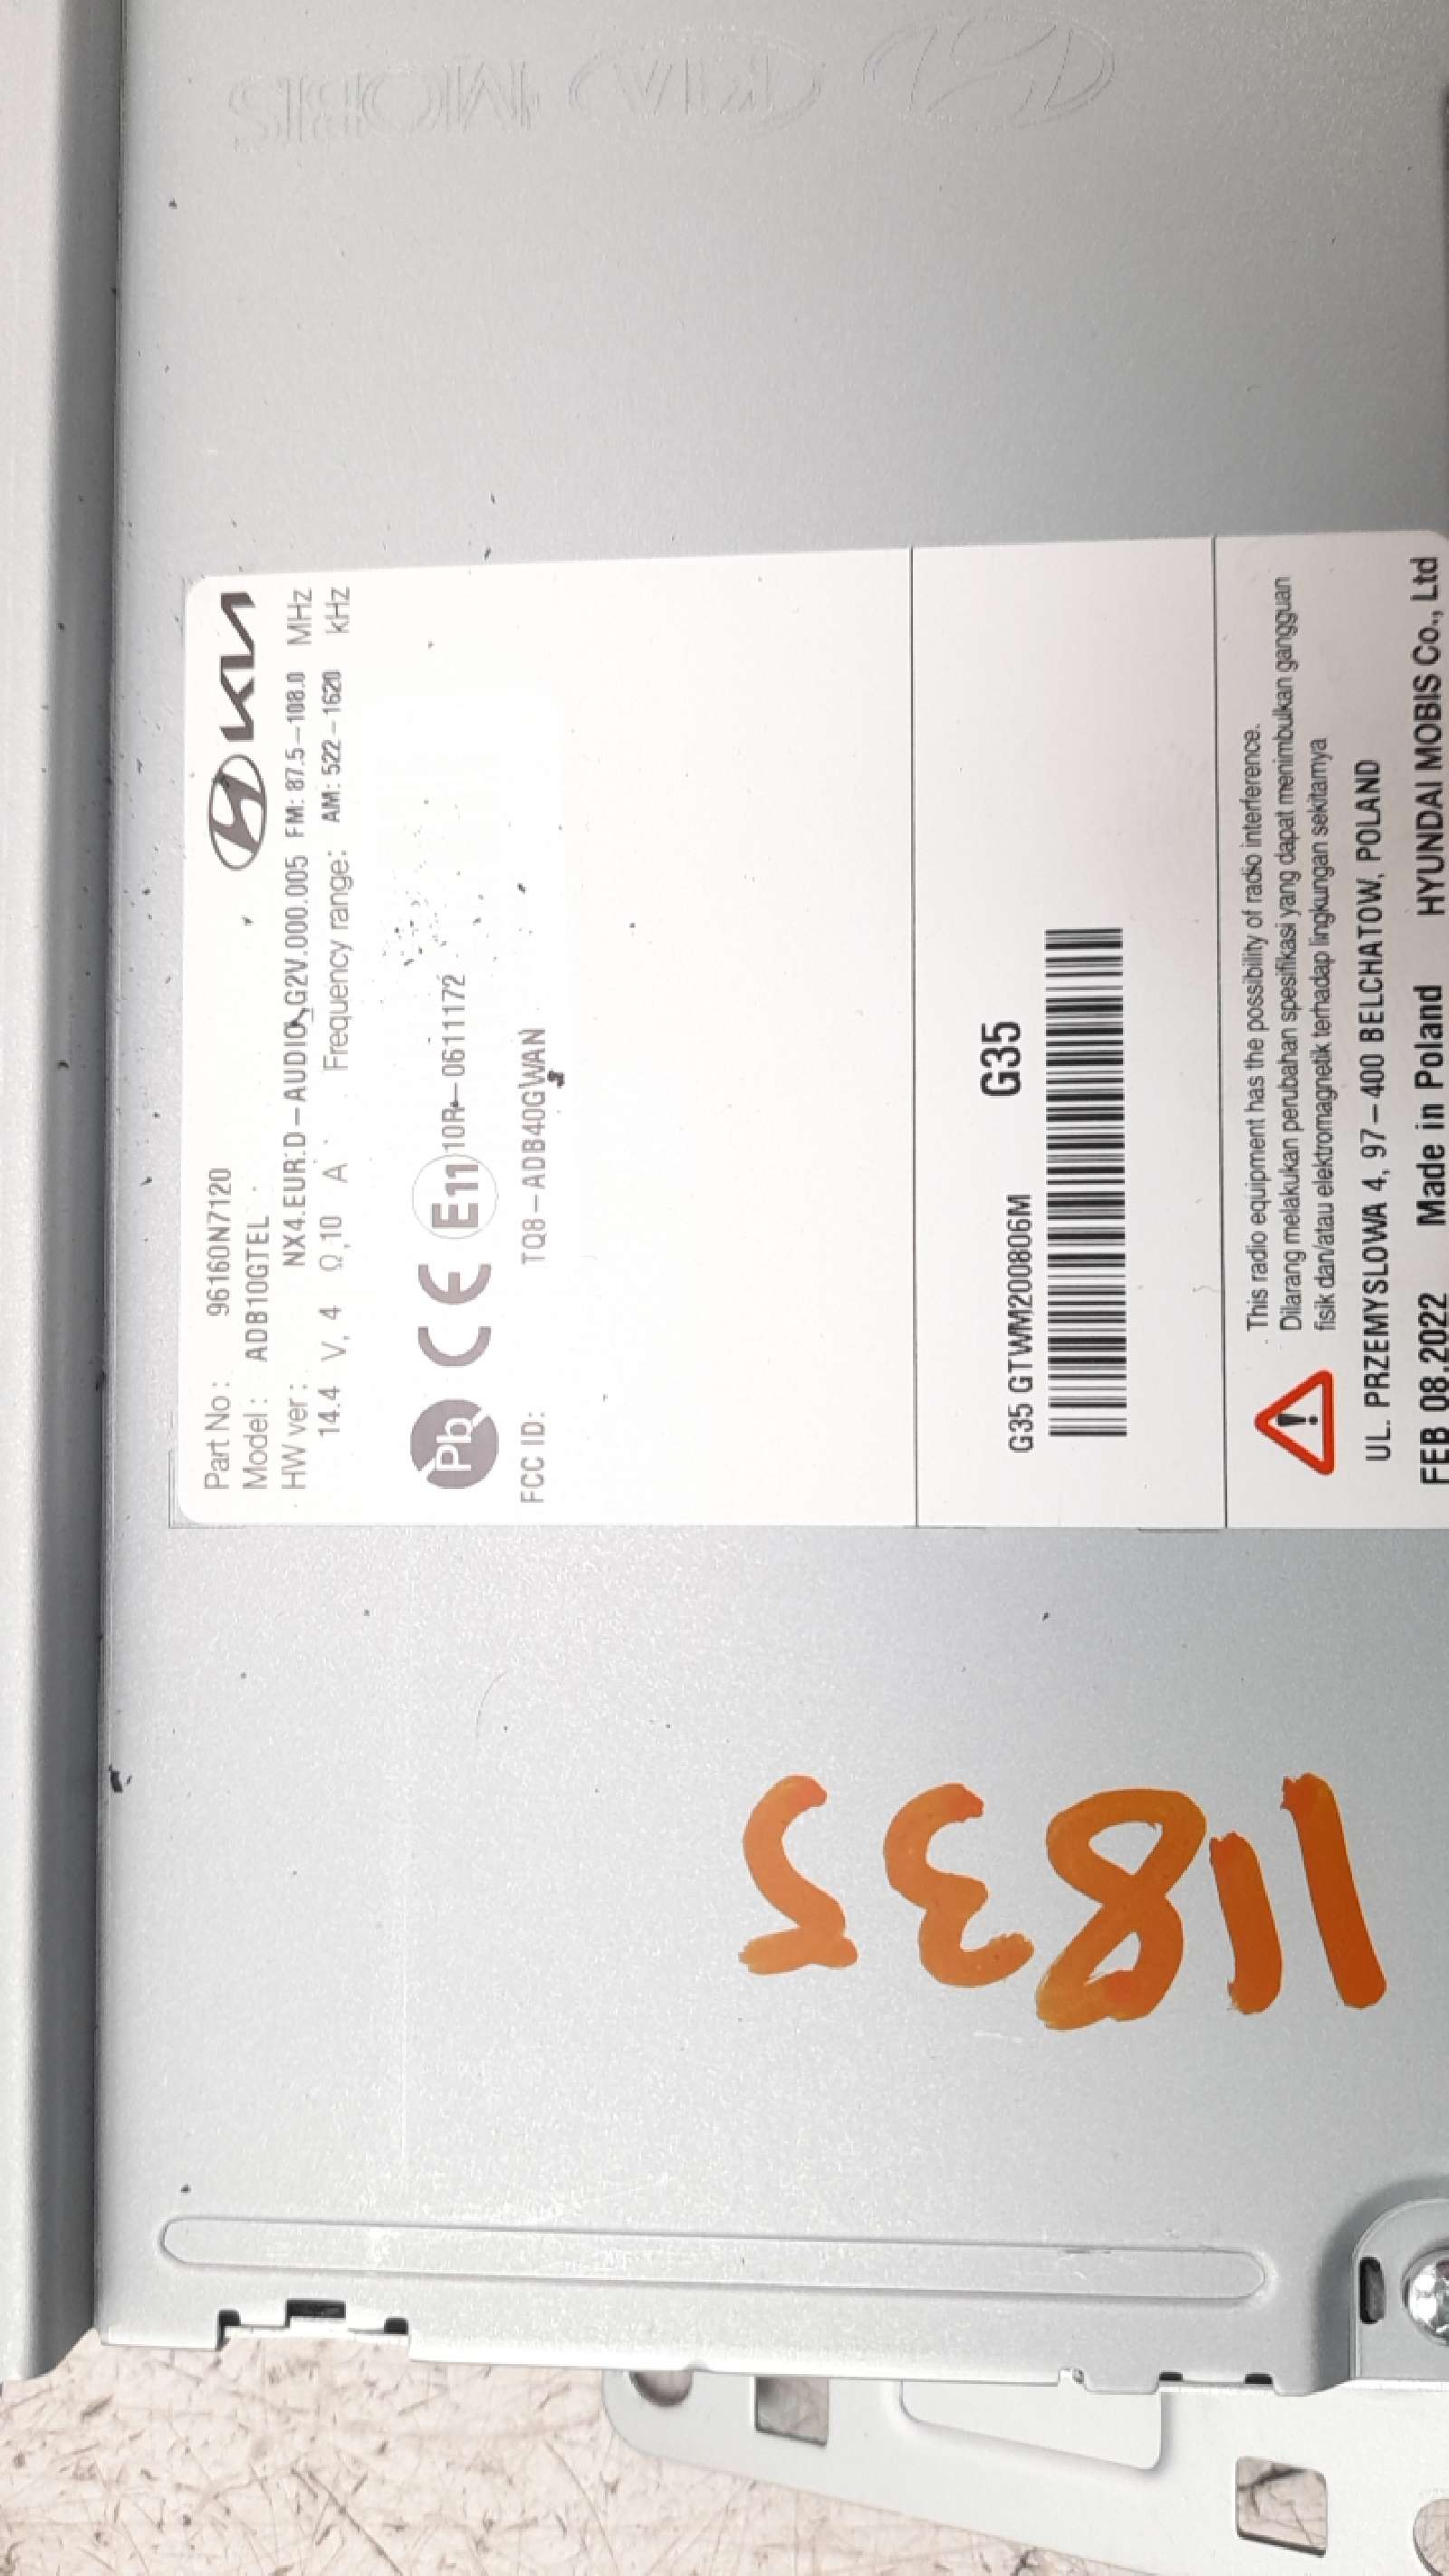 MOBIS KIA
KIA
Part No : 96160N7120
Model : ADB10GTEL
HW ver : NX4.EUR.D-AUDIO_G2V.000.005 FM: 87.5-108.0 MHz
14.4 V, 4 Ω,10 A Frequency range: AM: 522-1620 kHz
Pb CE E11 10R-0611172
FCC ID: TQ8-ADB40GWAN
G35
G35 GTWM200806M
This radio equipment has the possibility of radio interference.
Dilarang melakukan perubahan spesifikasi yang dapat menimbulkan gangguan
fisik dan/atau elektromagnetik terhadap lingkungan sekitarnya
UL. PRZEMYSLOWA 4, 97-400 BELCHATOW, POLAND
FEB 08.2022 Made in Poland HYUNDAI MOBIS Co., Ltd
11835